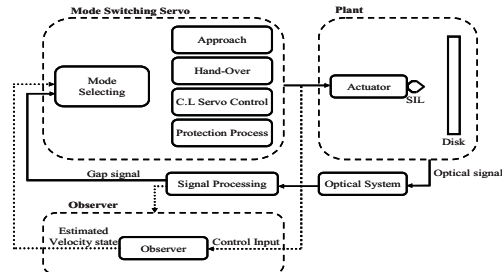 Mode Switching Servo
Plant
Approach
Hand-Over
Mode
Selecting
C.L Servo Control
Protection Process
Actuator
SIL
Disk
Gap signal
Signal Processing
Optical System
Optical signal
Observer
Estimated
Velocity state
Observer
Control Input